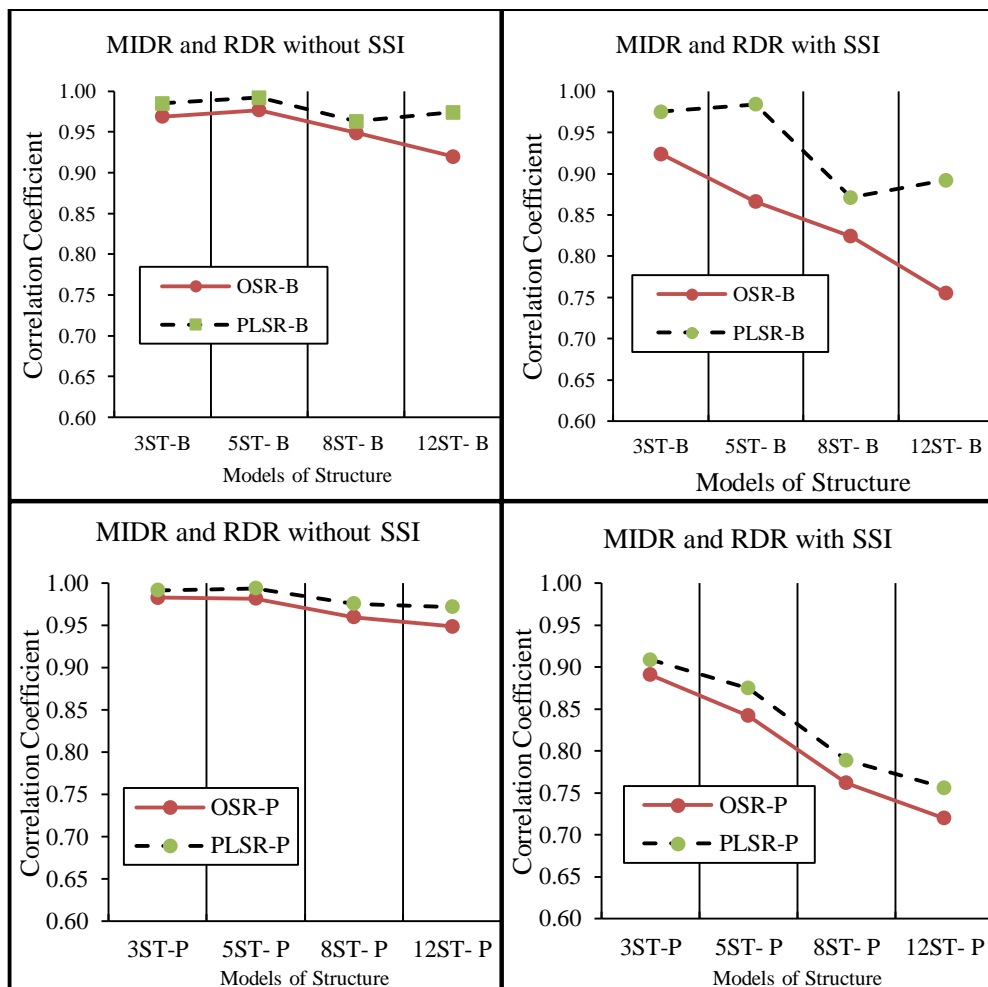 MIDR and RDR without SSI
Correlation Coefficient
1.00
0.95
0.90
0.85
0.80
0.75
0.70
0.65
0.60
OSR-B
PLSR-B
3ST-B 5ST- B 8ST- B 12ST- B
Models of Structure
MIDR and RDR with SSI
Correlation Coefficient
1.00
0.95
0.90
0.85
0.80
0.75
0.70
0.65
0.60
OSR-B
PLSR-B
3ST-B 5ST- B 8ST- B 12ST- B
Models of Structure
MIDR and RDR without SSI
Correlation Coefficient
1.00
0.95
0.90
0.85
0.80
0.75
0.70
0.65
0.60
OSR-P
PLSR-P
3ST-P 5ST- P 8ST- P 12ST- P
Models of Structure
MIDR and RDR with SSI
Correlation Coefficient
1.00
0.95
0.90
0.85
0.80
0.75
0.70
0.65
0.60
OSR-P
PLSR-P
3ST-P 5ST- P 8ST- P 12ST- P
Models of Structure